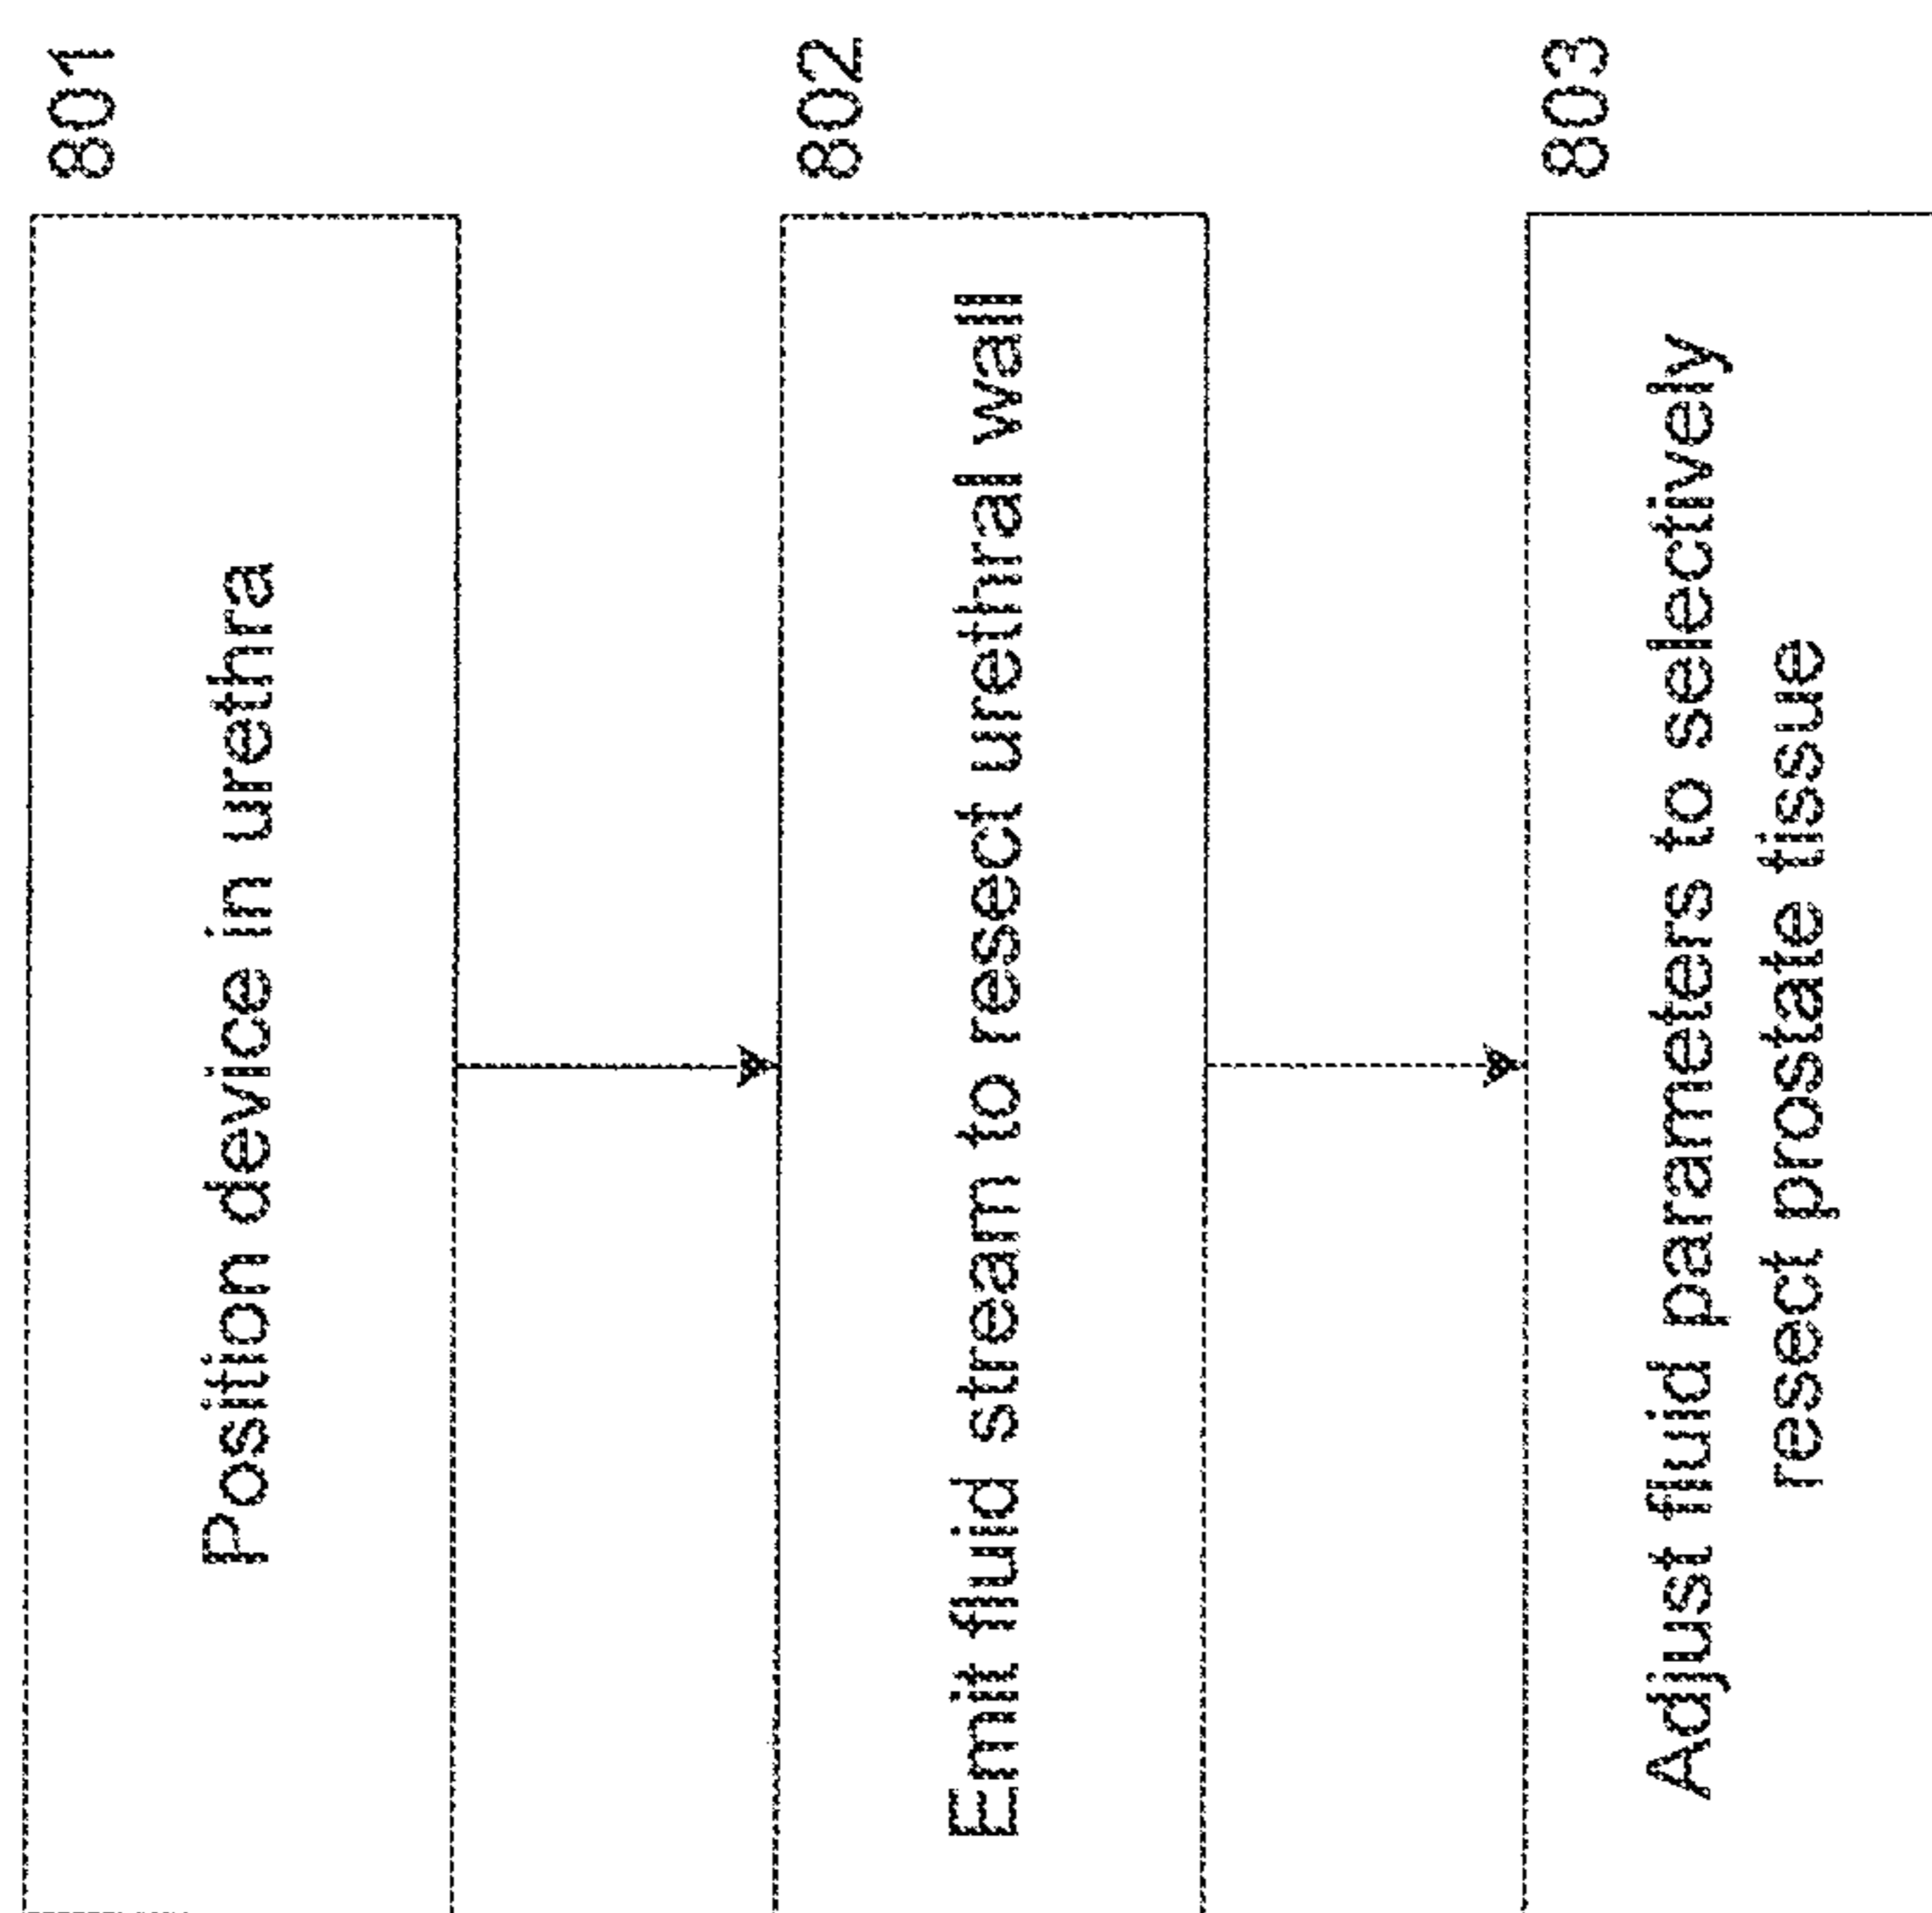 801
Position device in urethra
802
Emit fluid stream to resect urethral wall
803
Adjust fluid parameters to selectively
resect prostate tissue